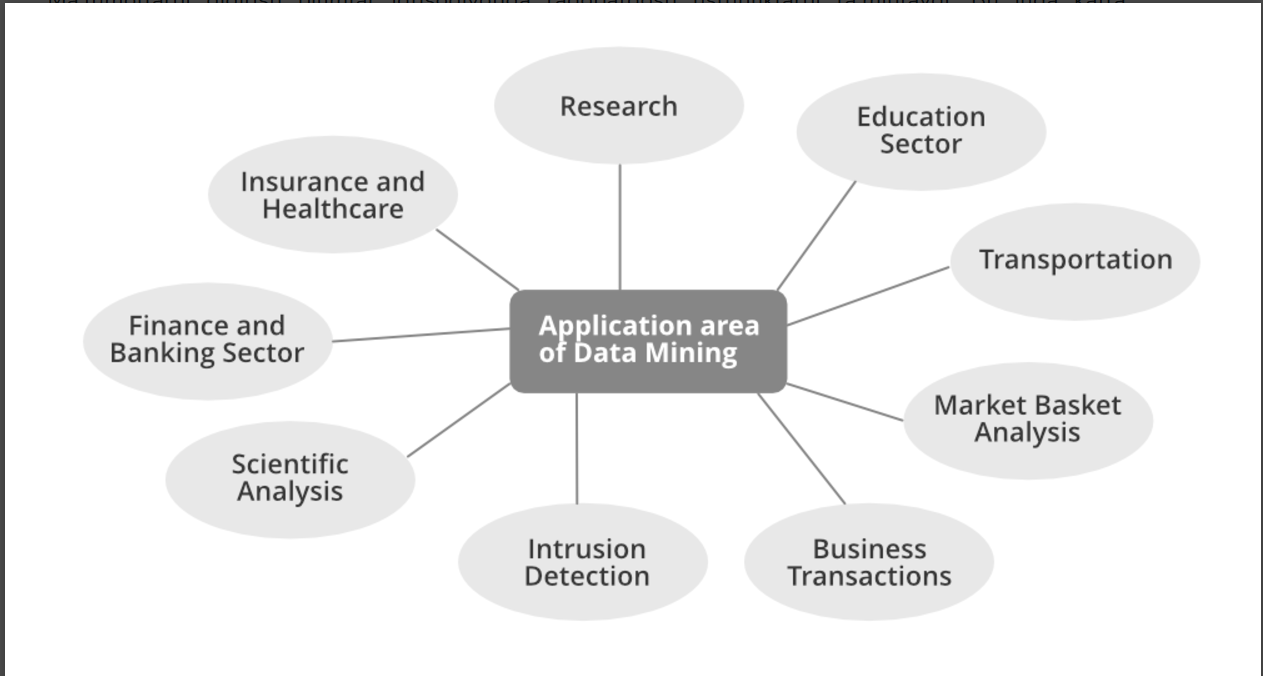 Research
Education
Sector
Insurance and
Healthcare
Transportation
Finance and
Banking Sector
Application area
of Data Mining
Market Basket
Analysis
Scientific
Analysis
Intrusion
Detection
Business
Transactions